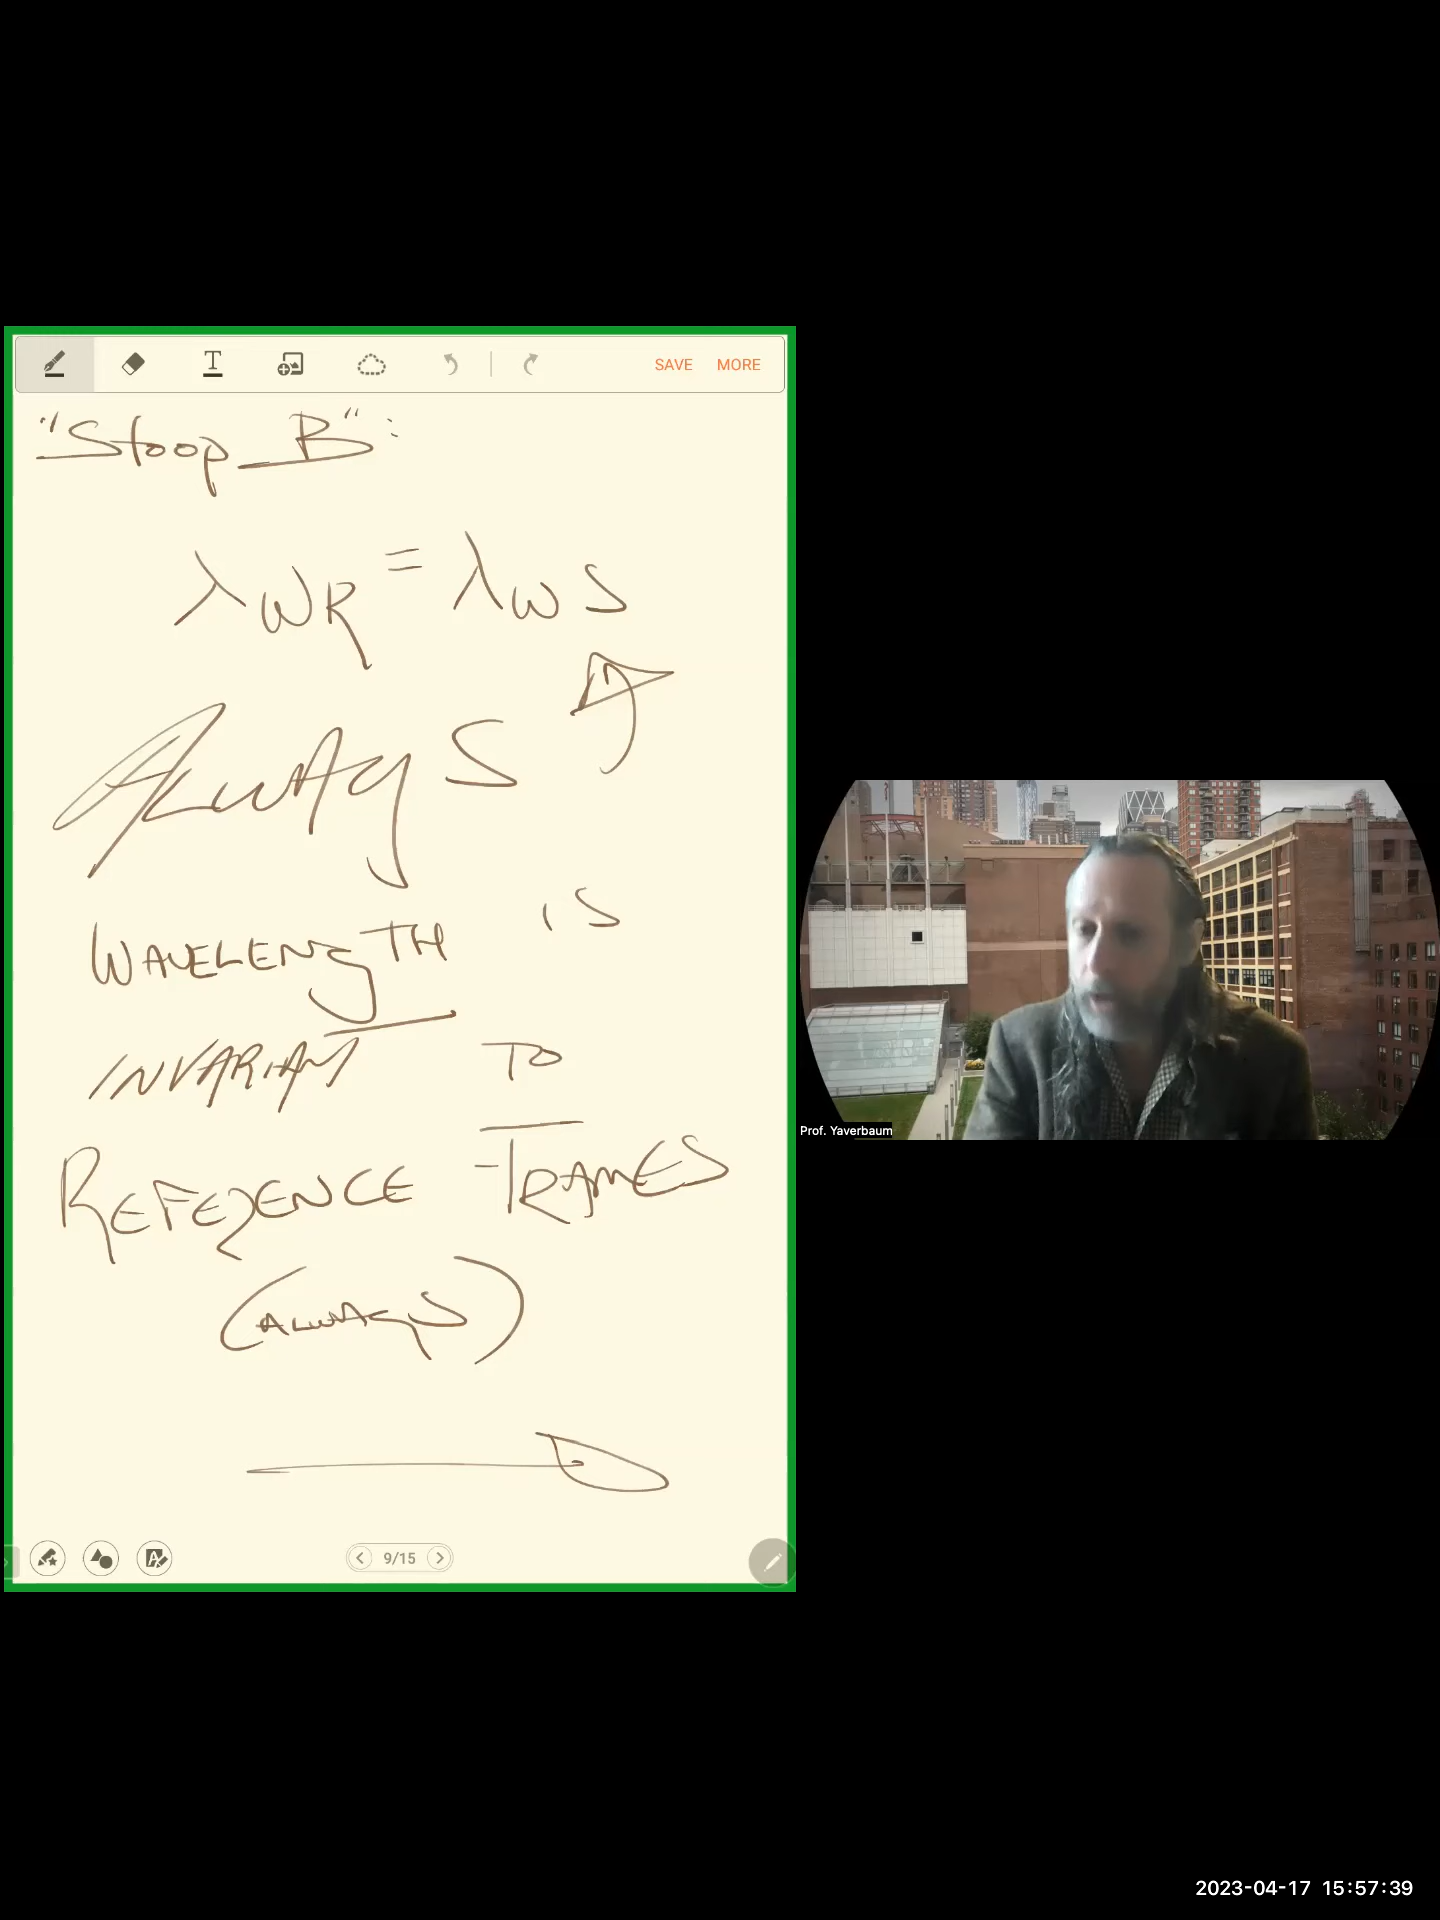 T
SAVE MORE
"Stoop B":
λWR = λWS
ALWAYS
WAVELENGTH IS
INVARIANT TO
REFERENCE FRAMES
(ALWAYS)
A
9/15
Prof. Yaverbaum
2023-04-17 15:57:39